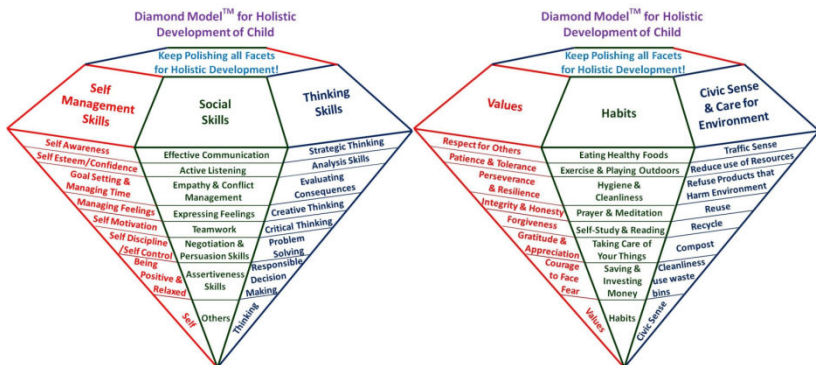 Diamond Model™ for Holistic
Development of Child
Keep Polishing all Facets
for Holistic Development!
Self
Management
Skills
Social
Skills
Thinking
Skills
Self Awareness
Self Esteem/Confidence
Goal Setting &
Managing Time
Managing Feelings
Self Motivation
Self Discipline
/Self Control
Being
Positive &
Relaxed
Self
Effective Communication
Active Listening
Empathy & Conflict
Management
Expressing Feelings
Teamwork
Negotiation &
Persuasion Skills
Assertiveness
Skills
Others
Strategic Thinking
Analysis Skills
Evaluating
Consequences
Creative Thinking
Critical Thinking
Problem
Solving
Responsible
Decision
Making
Thinking
Diamond Model™ for Holistic
Development of Child
Keep Polishing all Facets
for Holistic Development!
Values
Habits
Civic Sense
& Care for
Environment
Respect for Others
Patience & Tolerance
Perseverance
& Resilience
Integrity & Honesty
Forgiveness
Gratitude &
Appreciation
Courage
to Face
Fear
Values
Eating Healthy Foods
Exercise & Playing Outdoors
Hygiene &
Cleanliness
Prayer & Meditation
Self-Study & Reading
Taking Care of
Your Things
Saving &
Investing
Money
Habits
Traffic Sense
Reduce use of Resources
Refuse Products that
Harm Environment
Reuse
Recycle
Compost
Cleanliness
use waste
bins
Civic Sense